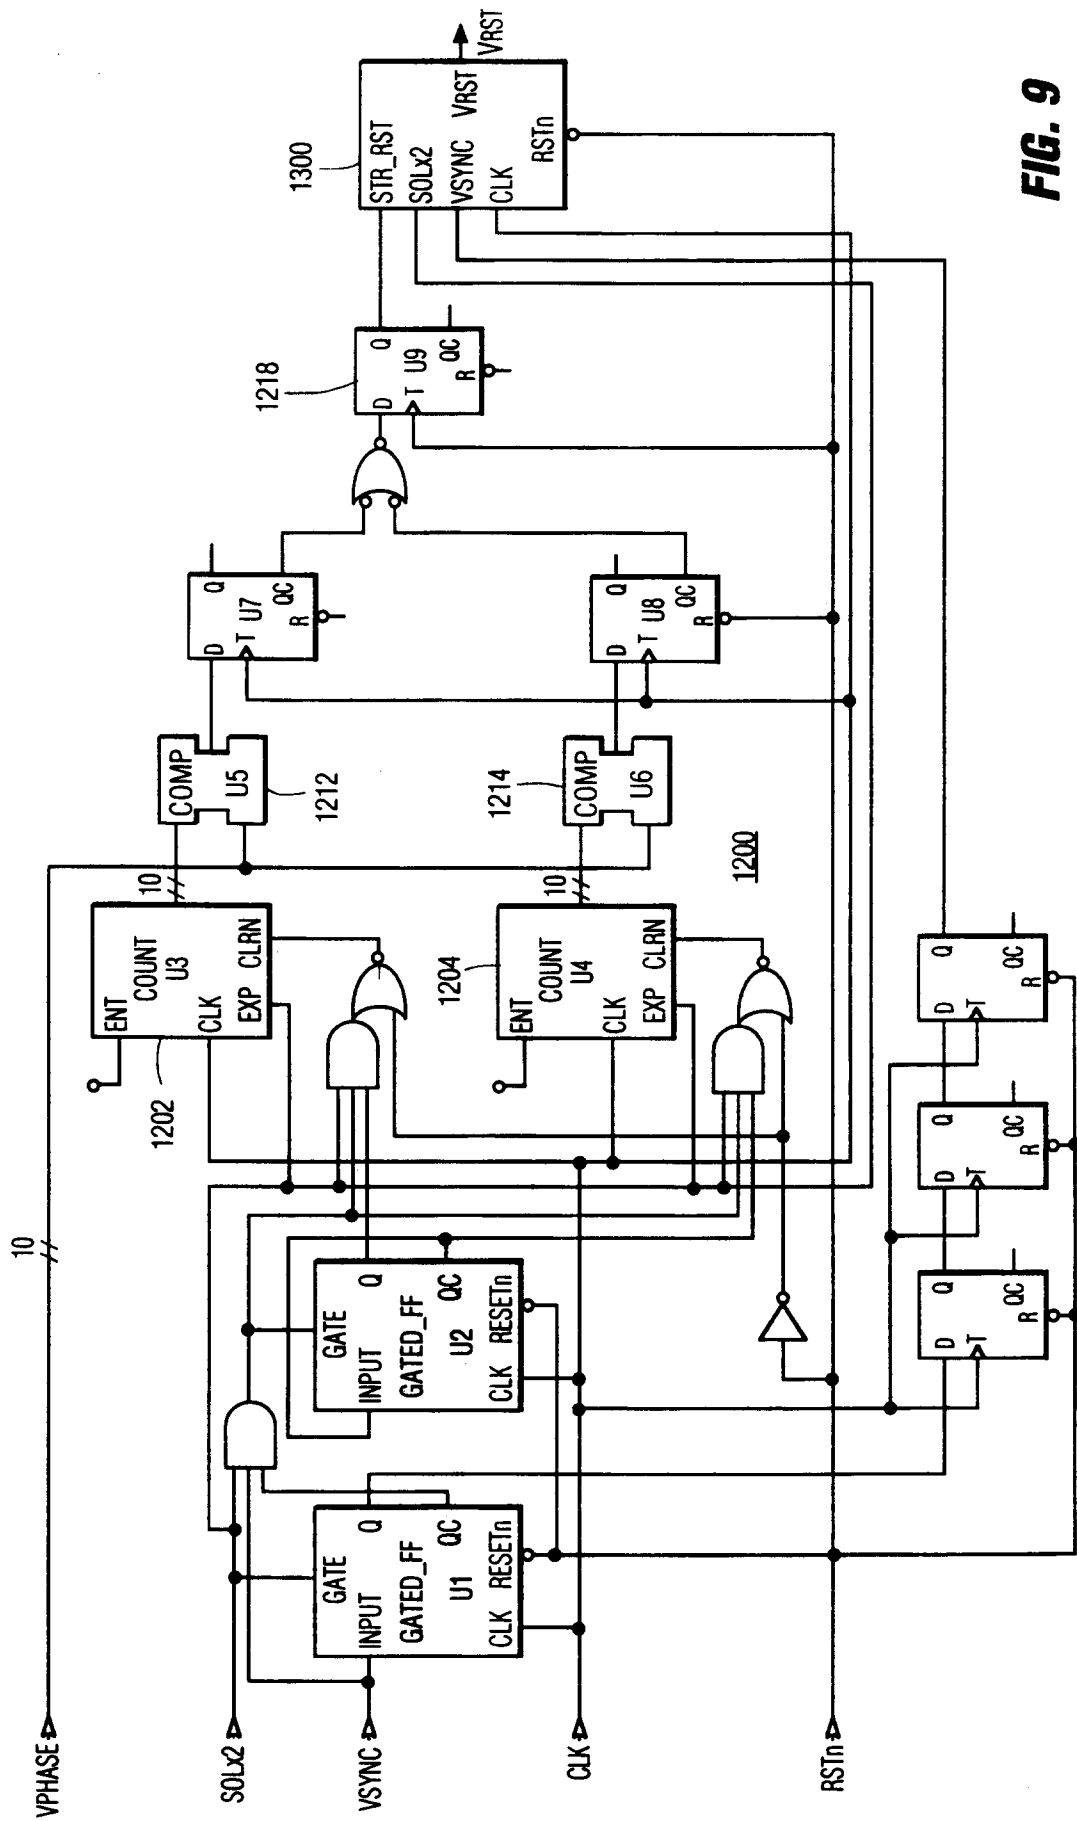 VPHASE
10
SOLx2
VSYNC
CLK
RSTn
GATE
INPUT
Q
GATED_FF
QC
U1
CLK
RESETn
GATE
INPUT
Q
GATED_FF
QC
U2
CLK
RESETn
1202
ENT
COUNT
U3
CLK
EXP
CLRN
10
1204
ENT
COUNT
U4
CLK
EXP
CLRN
10
COMP
U5
1212
COMP
U6
1214
1200
D
Q
T
U7
QC
R
D
Q
T
U8
QC
R
1218
D
Q
T
U9
QC
R
1300
STR_RST
SOLx2
VSYNC
VRST
CLK
RSTn
VRST
D
Q
T
QC
R
D
Q
T
QC
R
D
Q
T
QC
R
FIG. 9